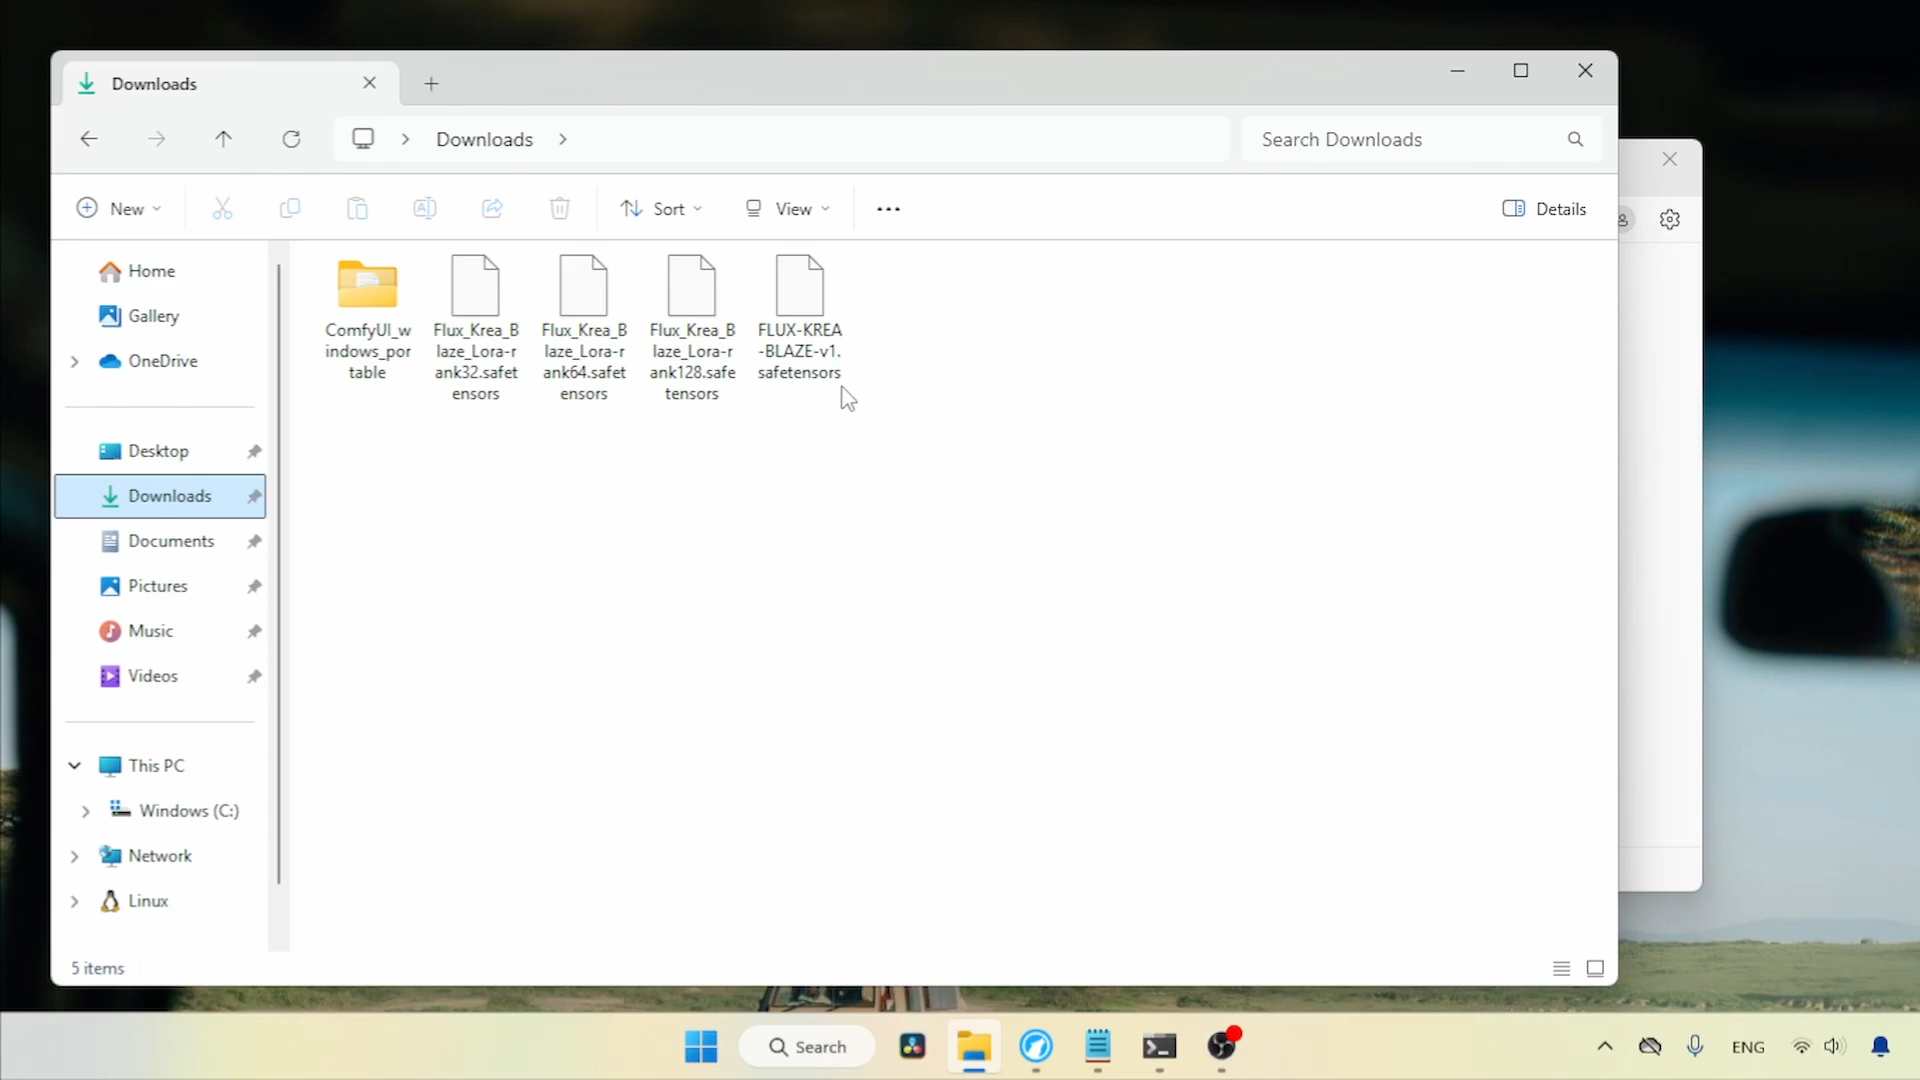 Downloads
Downloads
Search Downloads
New
Sort
View
Details
Home
Gallery
OneDrive
Desktop
Downloads
Documents
Pictures
Music
Videos
This PC
Windows (C:)
Network
Linux
ComfyUI_w
indows_por
table
Flux_Krea_B
laze_Lora-r
ank32.safet
ensors
Flux_Krea_B
laze_Lora-r
ank64.safet
ensors
Flux_Krea_B
laze_Lora-r
ank128.safe
tensors
FLUX-KREA
-BLAZE-v1.
safetensors
5 items
Search
ENG